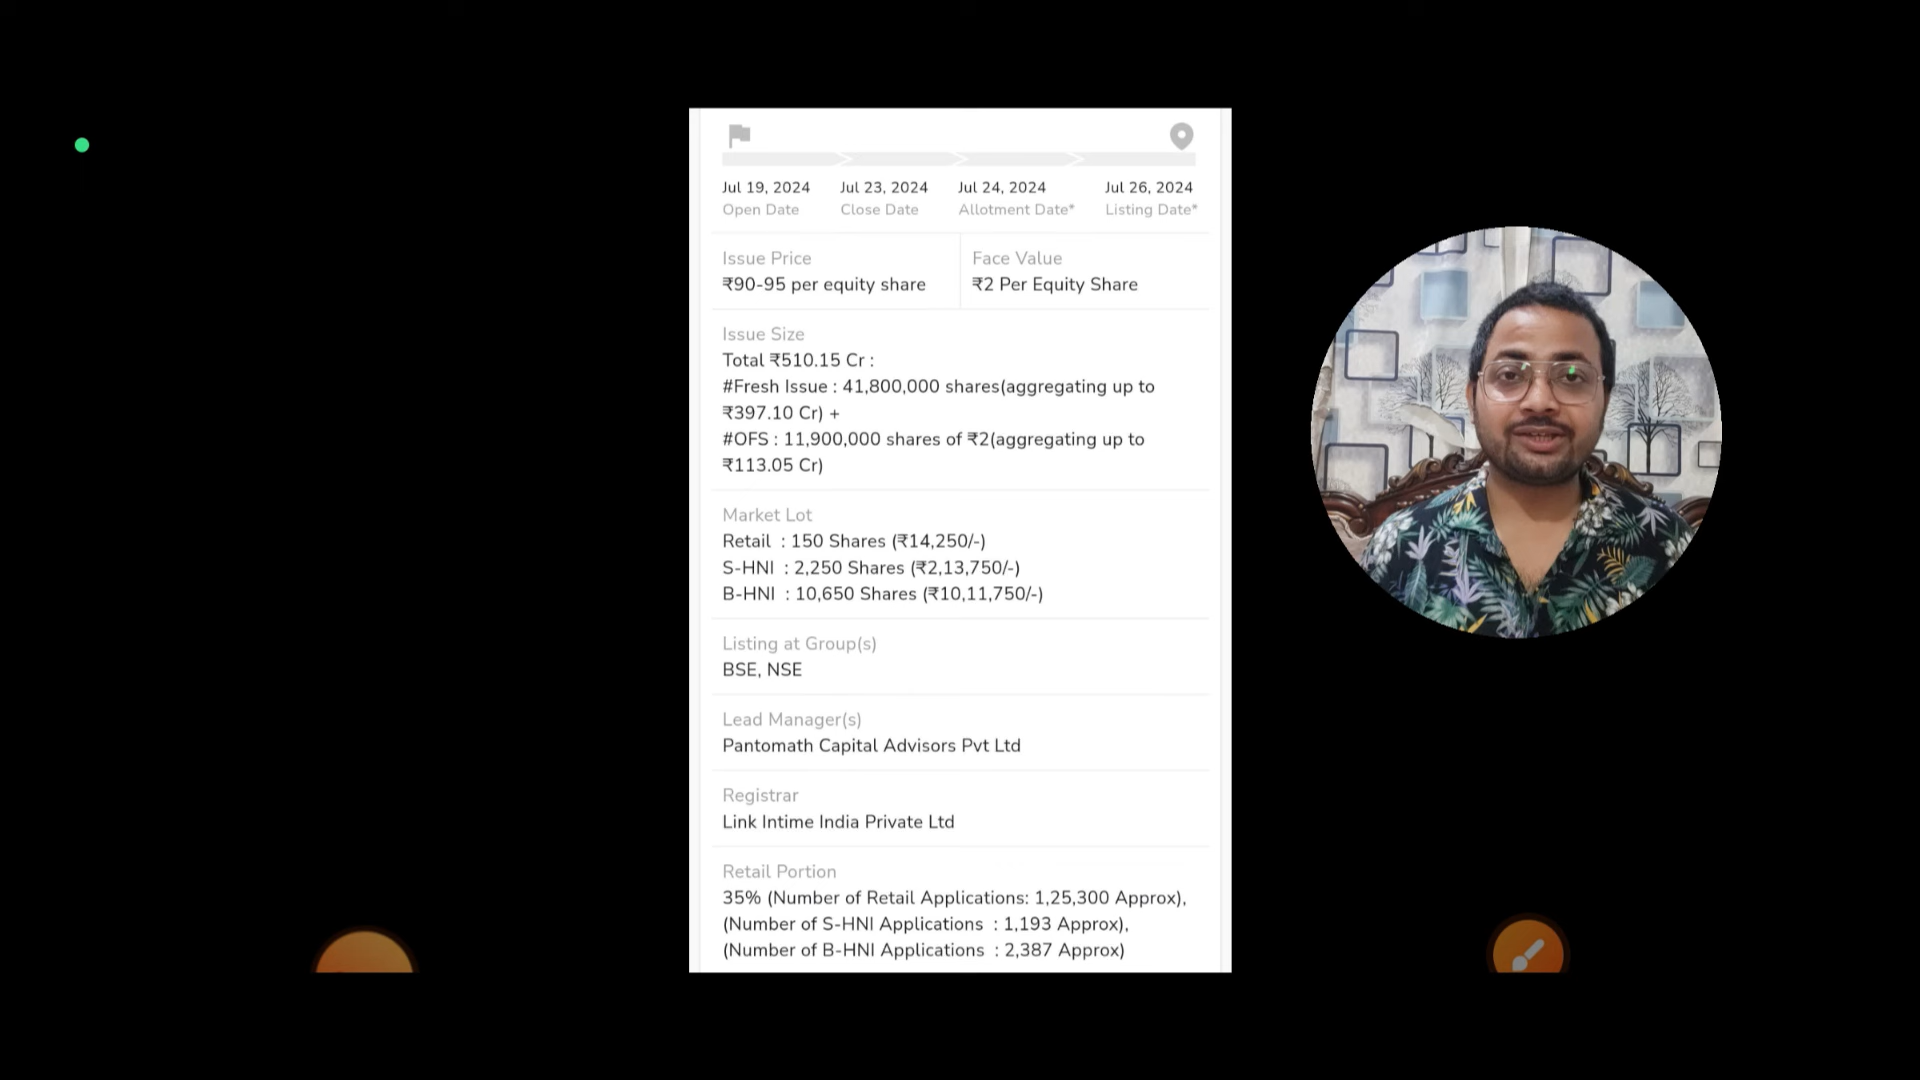 Jul 19, 2024 Jul 23, 2024 Jul 24, 2024 Jul 26, 2024
Open Date Close Date Allotment Date* Listing Date*
Issue Price Face Value
₹90-95 per equity share ₹2 Per Equity Share
Issue Size
Total ₹510.15 Cr :
#Fresh Issue : 41,800,000 shares(aggregating up to
₹397.10 Cr) +
#OFS : 11,900,000 shares of ₹2(aggregating up to
₹113.05 Cr)
Market Lot
Retail : 150 Shares (₹14,250/-)
S-HNI : 2,250 Shares (₹2,13,750/-)
B-HNI : 10,650 Shares (₹10,11,750/-)
Listing at Group(s)
BSE, NSE
Lead Manager(s)
Pantomath Capital Advisors Pvt Ltd
Registrar
Link Intime India Private Ltd
Retail Portion
35% (Number of Retail Applications: 1,25,300 Approx),
(Number of S-HNI Applications : 1,193 Approx),
(Number of B-HNI Applications : 2,387 Approx)